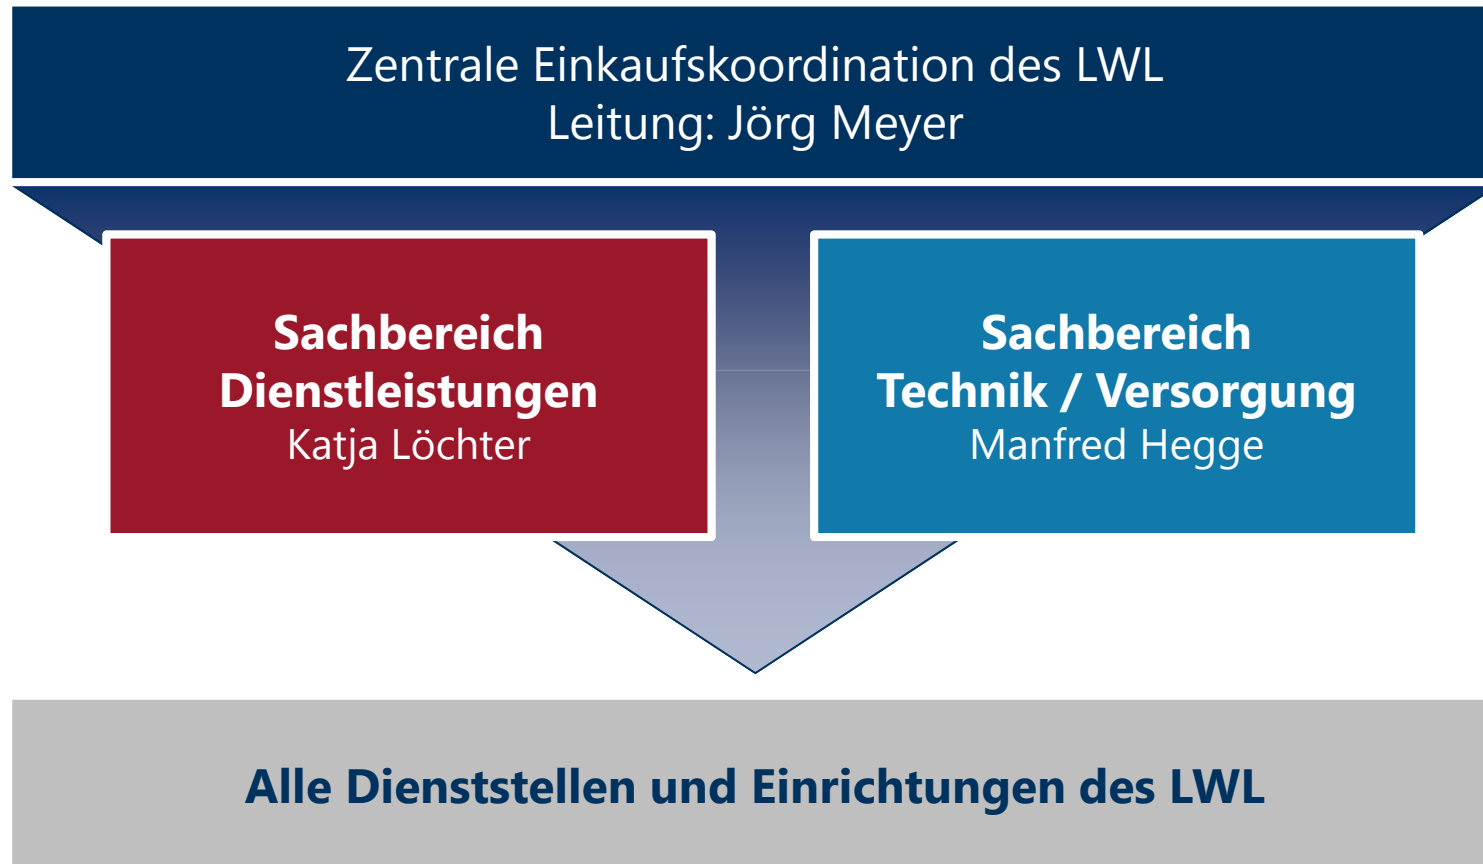 Zentrale Einkaufskoordination des LWL
Leitung: Jörg Meyer
Sachbereich
Dienstleistungen
Katja Löchter
Sachbereich
Technik / Versorgung
Manfred Hegge
Alle Dienststellen und Einrichtungen des LWL